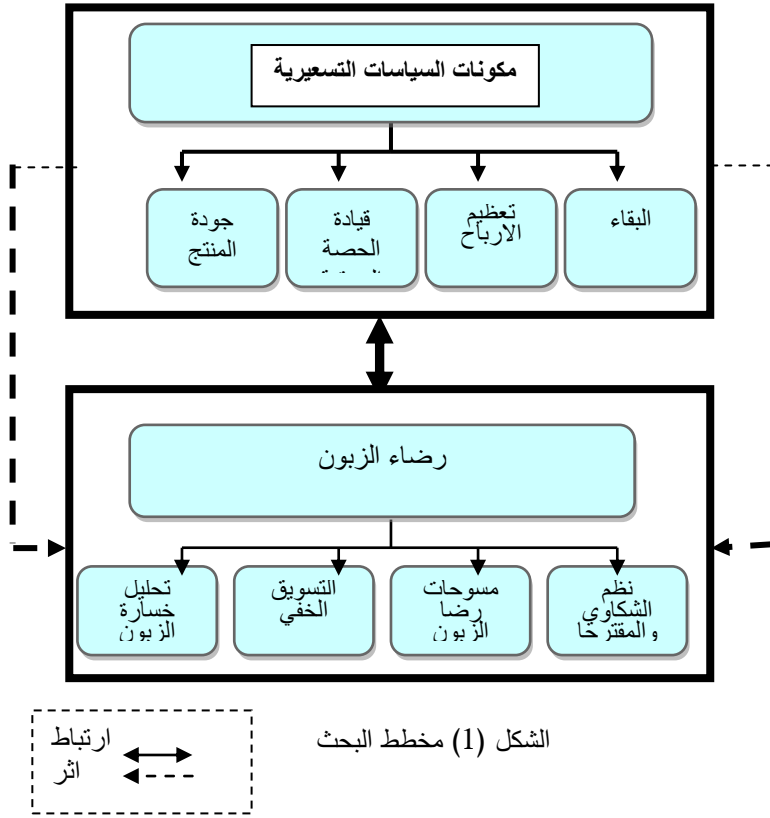 مكونات السياسات التسعيرية
البقاء
تعظيم
الارباح
قيادة
الحصة
جودة
المنتج
رضاء الزبون
نظم
الشكاوي
والمقترحا
مسوحات
رضا
الزبون
التسويق
الخفي
تحليل
خسارة
الزبون
الشكل (1) مخطط البحث
ارتباط
اثر